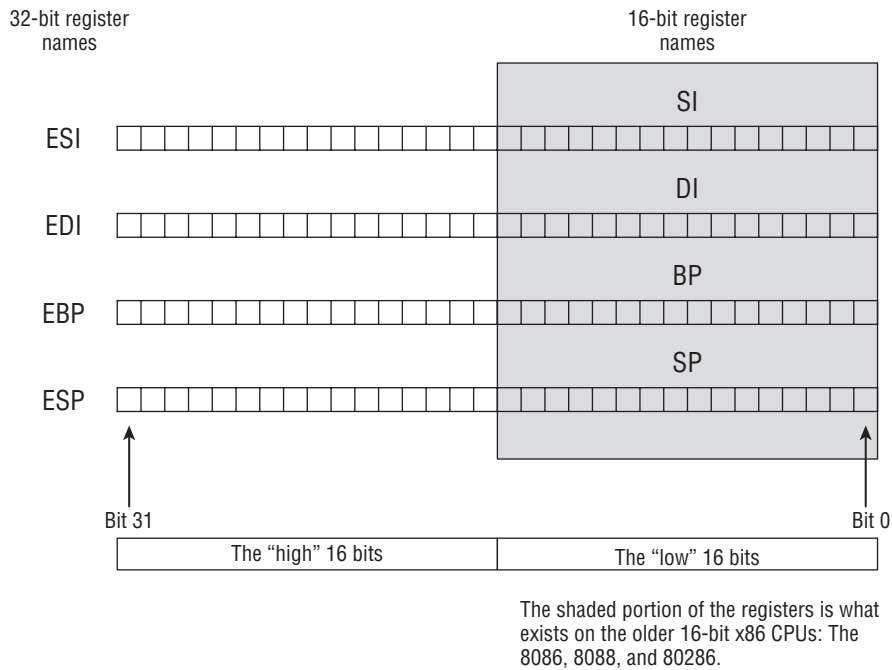 32-bit register
names
16-bit register
names
SI
ESI
DI
EDI
BP
EBP
SP
ESP
Bit 31
Bit 0
The “high” 16 bits
The “low” 16 bits
The shaded portion of the registers is what
exists on the older 16-bit x86 CPUs: The
8086, 8088, and 80286.